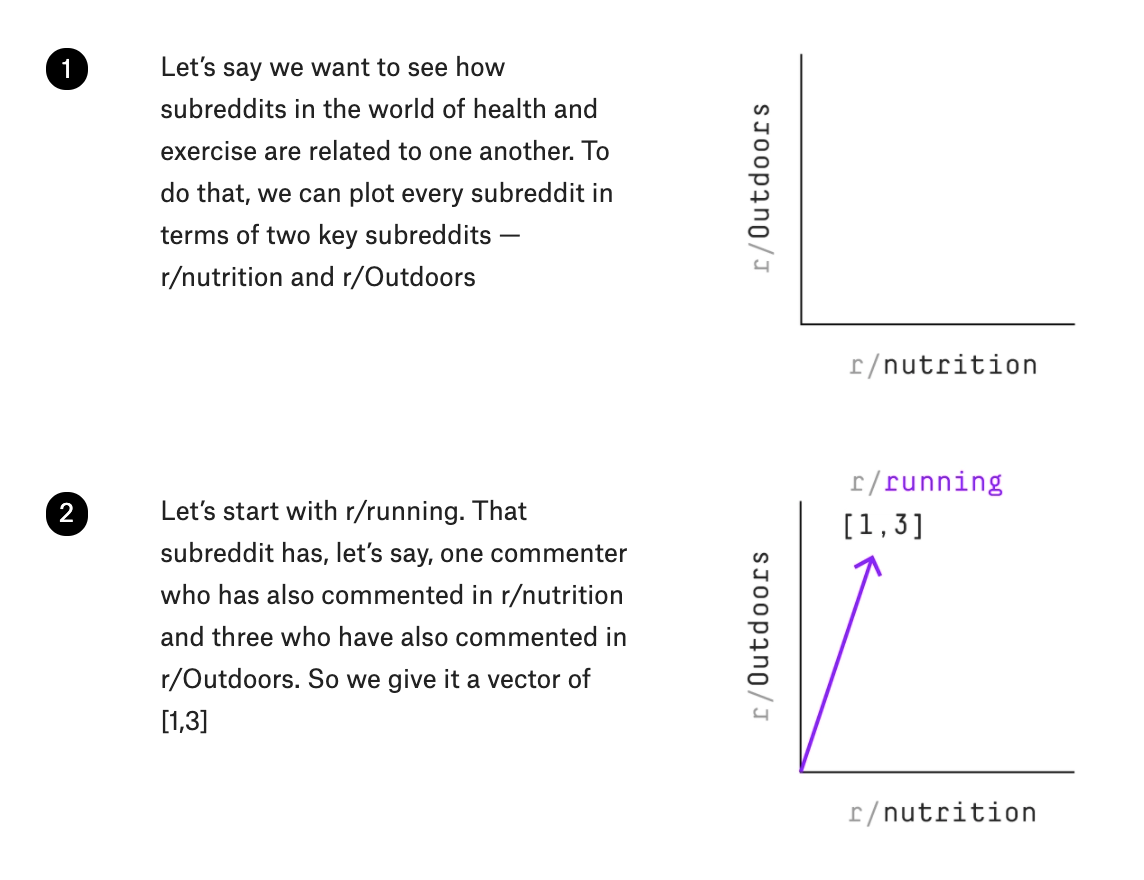 1
Let’s say we want to see how
subreddits in the world of health and
exercise are related to one another. To
do that, we can plot every subreddit in
terms of two key subreddits —
r/nutrition and r/Outdoors
r/Outdoors
r/nutrition
2
Let’s start with r/running. That
subreddit has, let’s say, one commenter
who has also commented in r/nutrition
and three who have also commented in
r/Outdoors. So we give it a vector of
[1,3]
r/running
[1,3]
r/Outdoors
r/nutrition